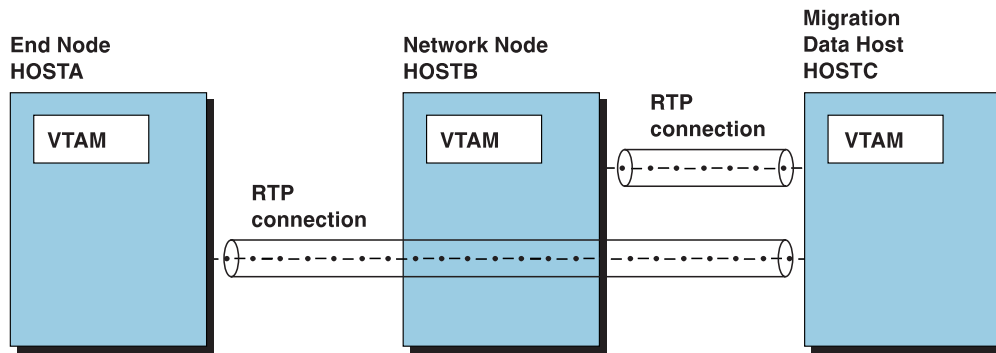 End Node
HOSTA
VTAM
RTP
connection
Network Node
HOSTB
VTAM
RTP
connection
Migration
Data Host
HOSTC
VTAM